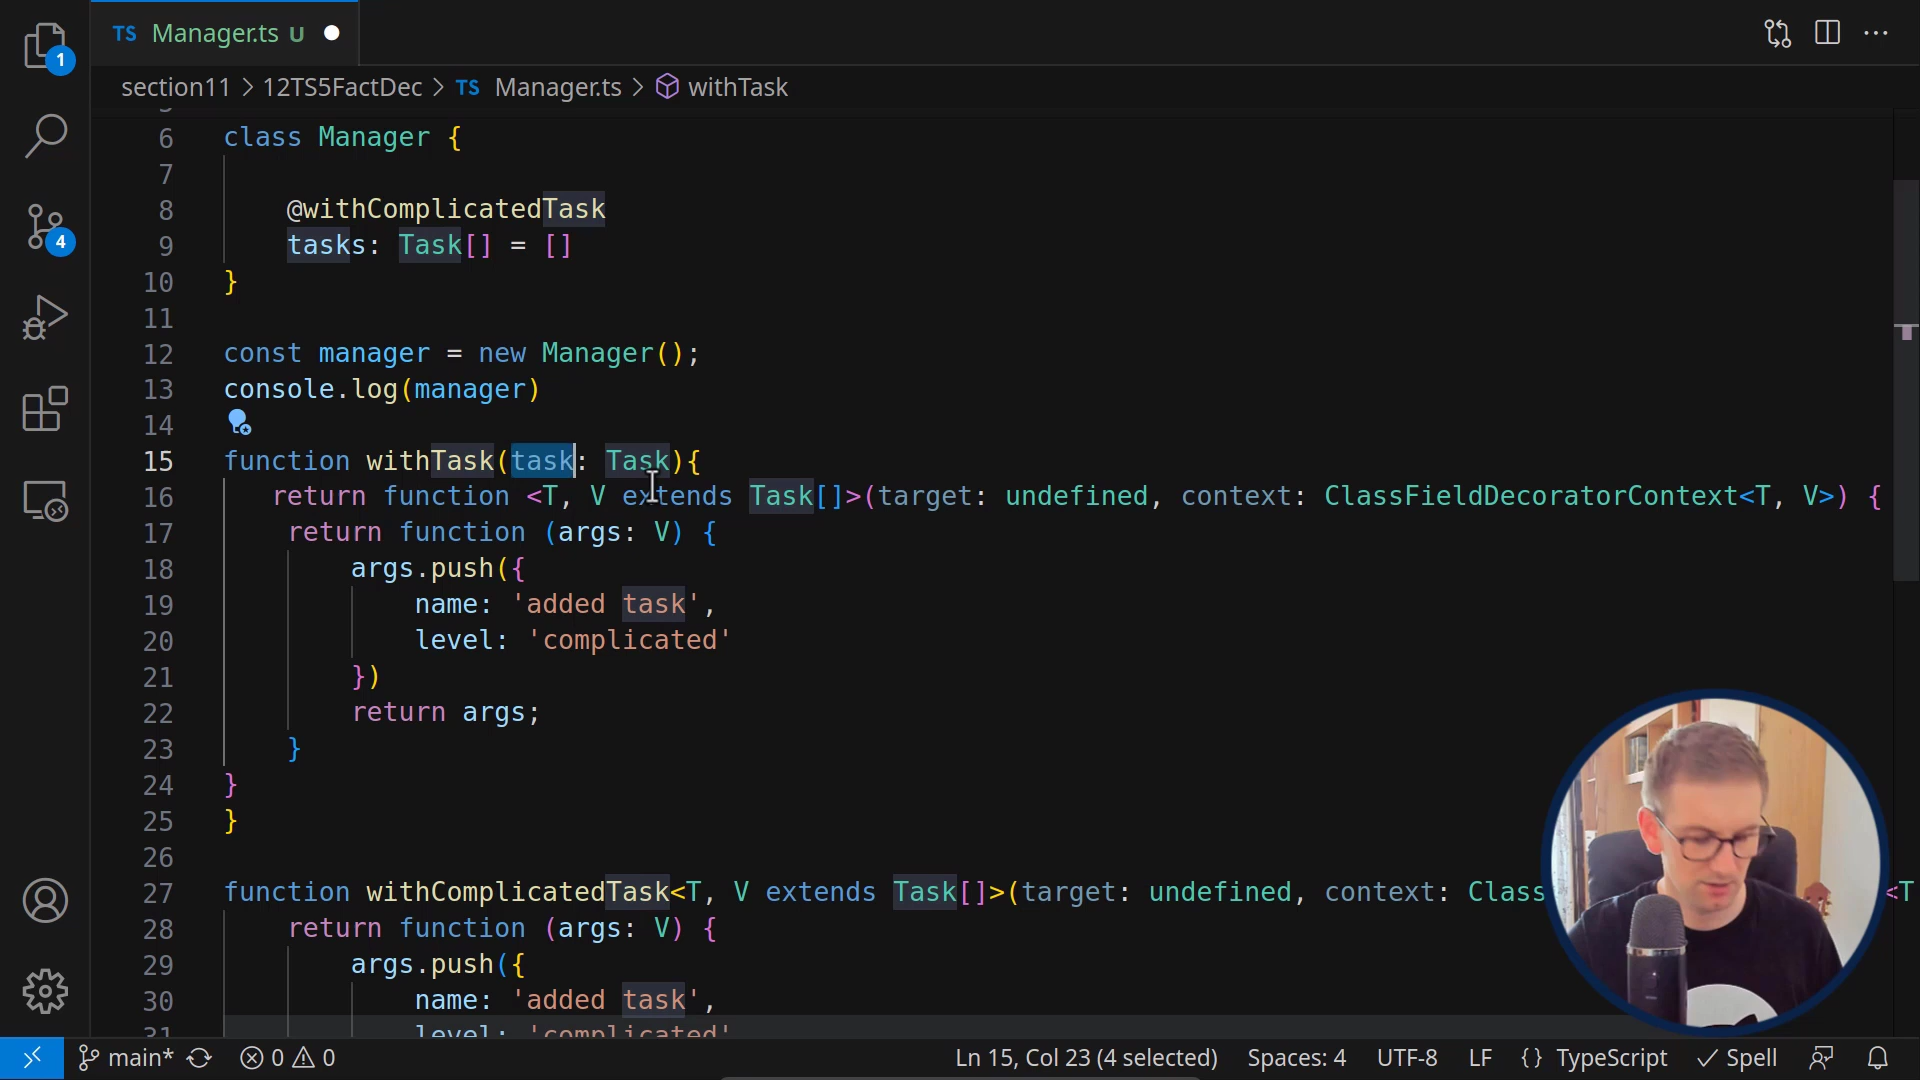 1
4
TS Manager.ts U
section11 > 12TS5FactDec > TS Manager.ts > withTask
6 class Manager {
7
8 @withComplicatedTask
9 tasks: Task[] = []
10 }
11
12 const manager = new Manager();
13 console.log(manager)
14
15 function withTask(task: Task){
16 return function <T, V extends Task[]>(target: undefined, context: ClassFieldDecoratorContext<T, V>) {
17 return function (args: V) {
18 args.push({
19 name: 'added task',
20 level: 'complicated'
21 })
22 return args;
23 }
24 }
25 }
26
27 function withComplicatedTask<T, V extends Task[]>(target: undefined, context: Class <T
28 return function (args: V) {
29 args.push({
30 name: 'added task',
31 level: 'complicated'
main* 0 0 Ln 15, Col 23 (4 selected) Spaces: 4 UTF-8 LF {} TypeScript Spell